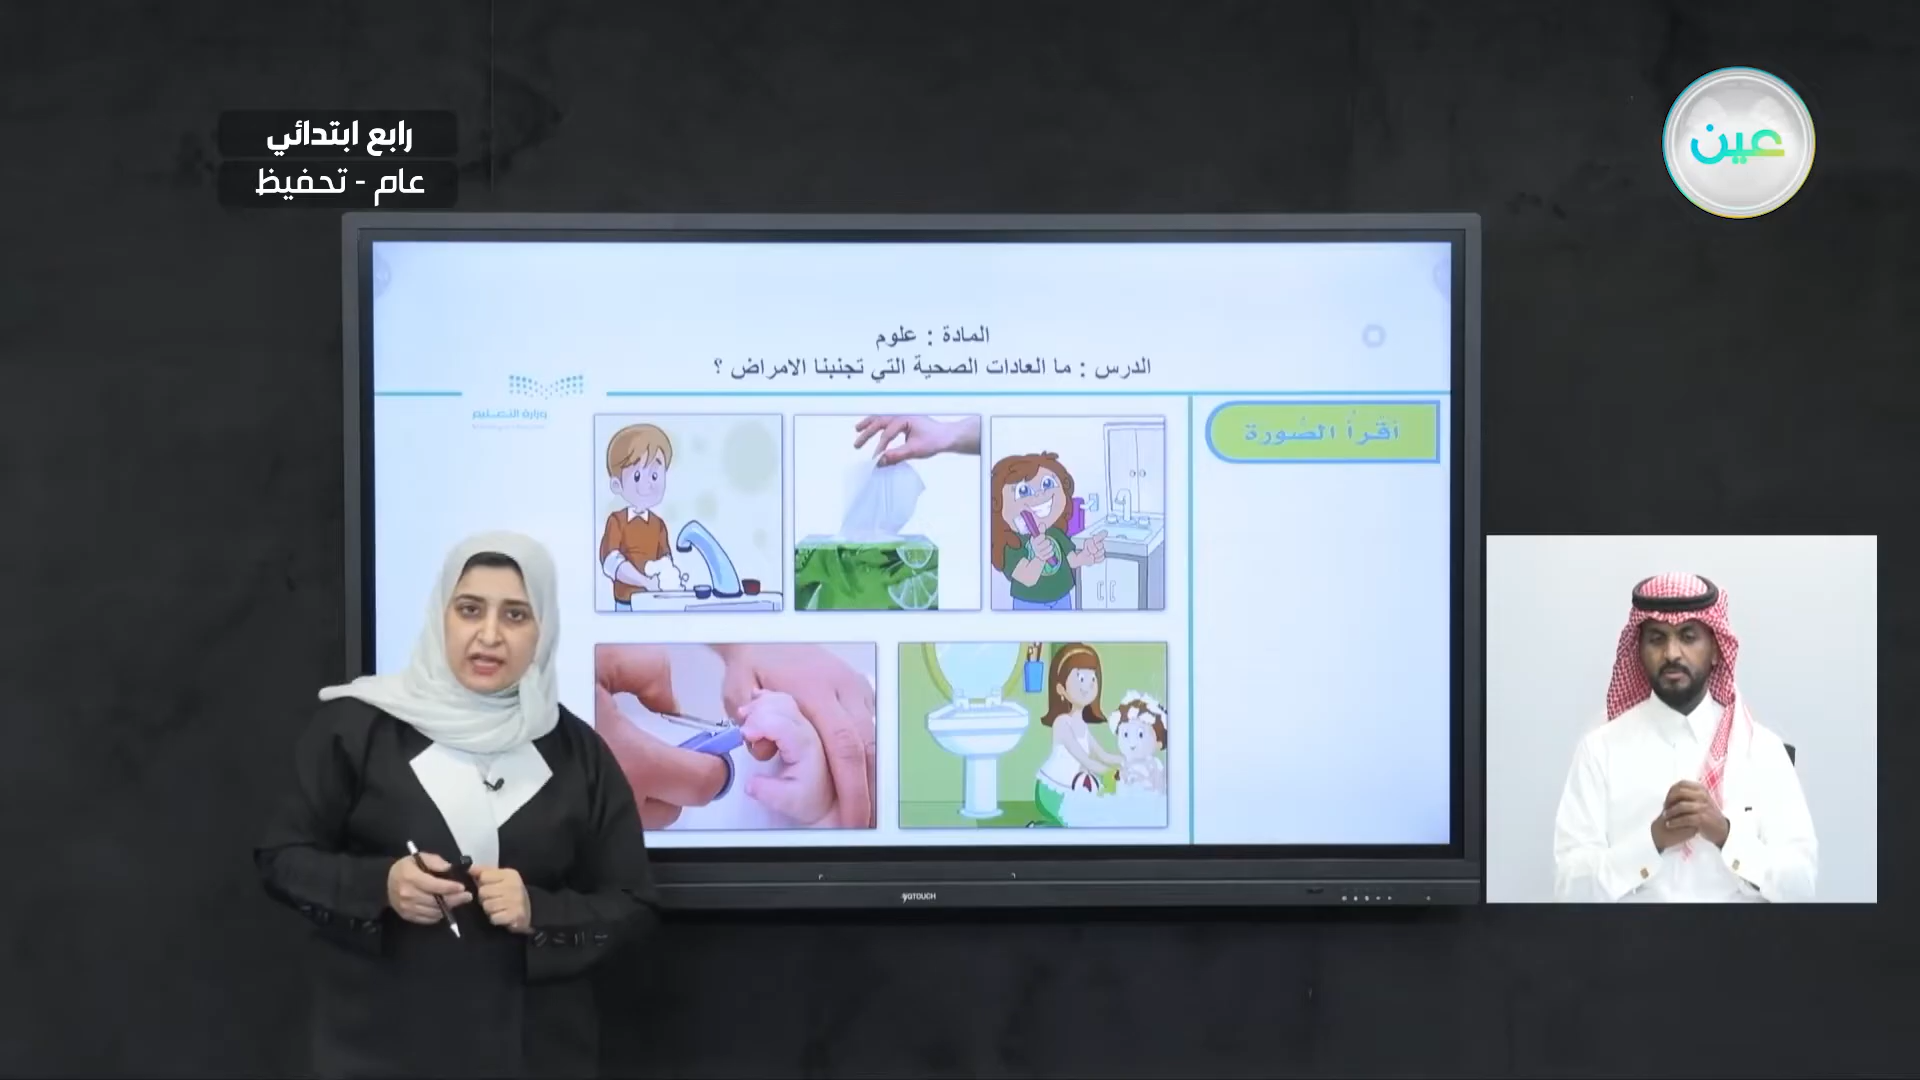 رابع ابتدائي
عام - تحفيظ
عين
المادة : علوم
الدرس : ما العادات الصحية التي تجنبنا الامراض ؟
وزارة التعليم
أقرأ الصورة